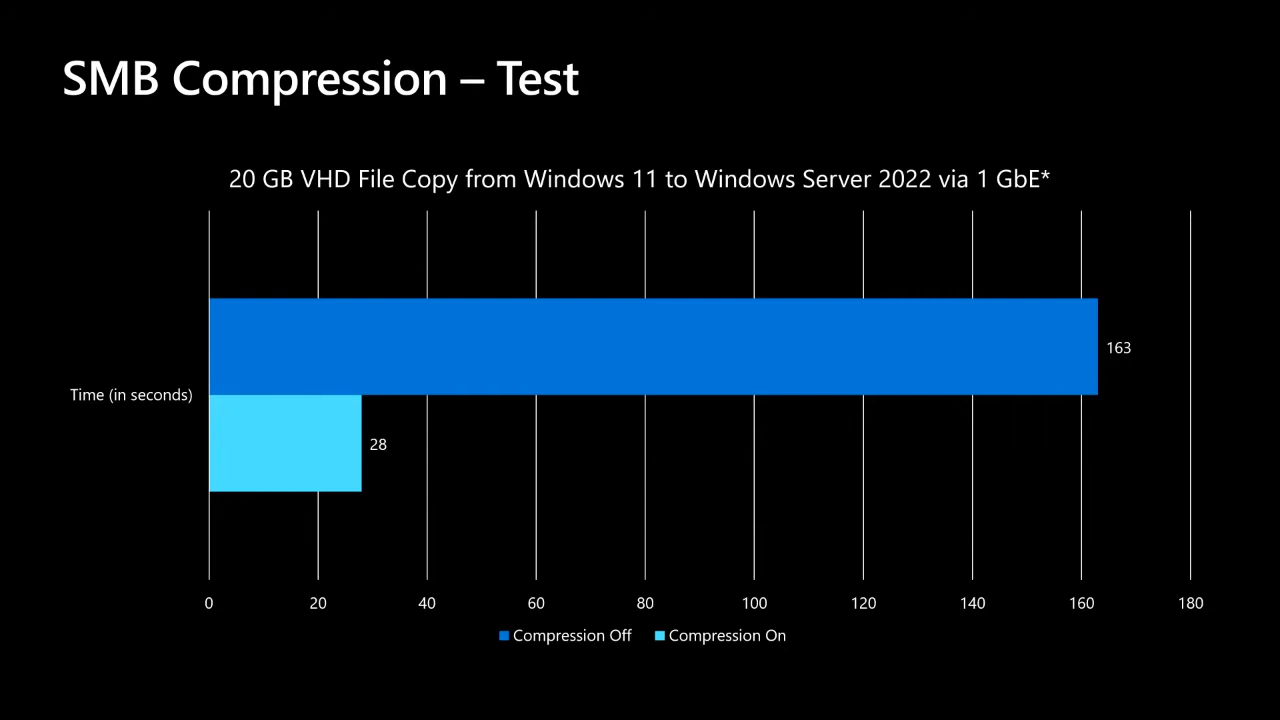 SMB Compression – Test
20 GB VHD File Copy from Windows 11 to Windows Server 2022 via 1 GbE*
163
Time (in seconds)
28
0 20 40 60 80 100 120 140 160 180
Compression Off Compression On